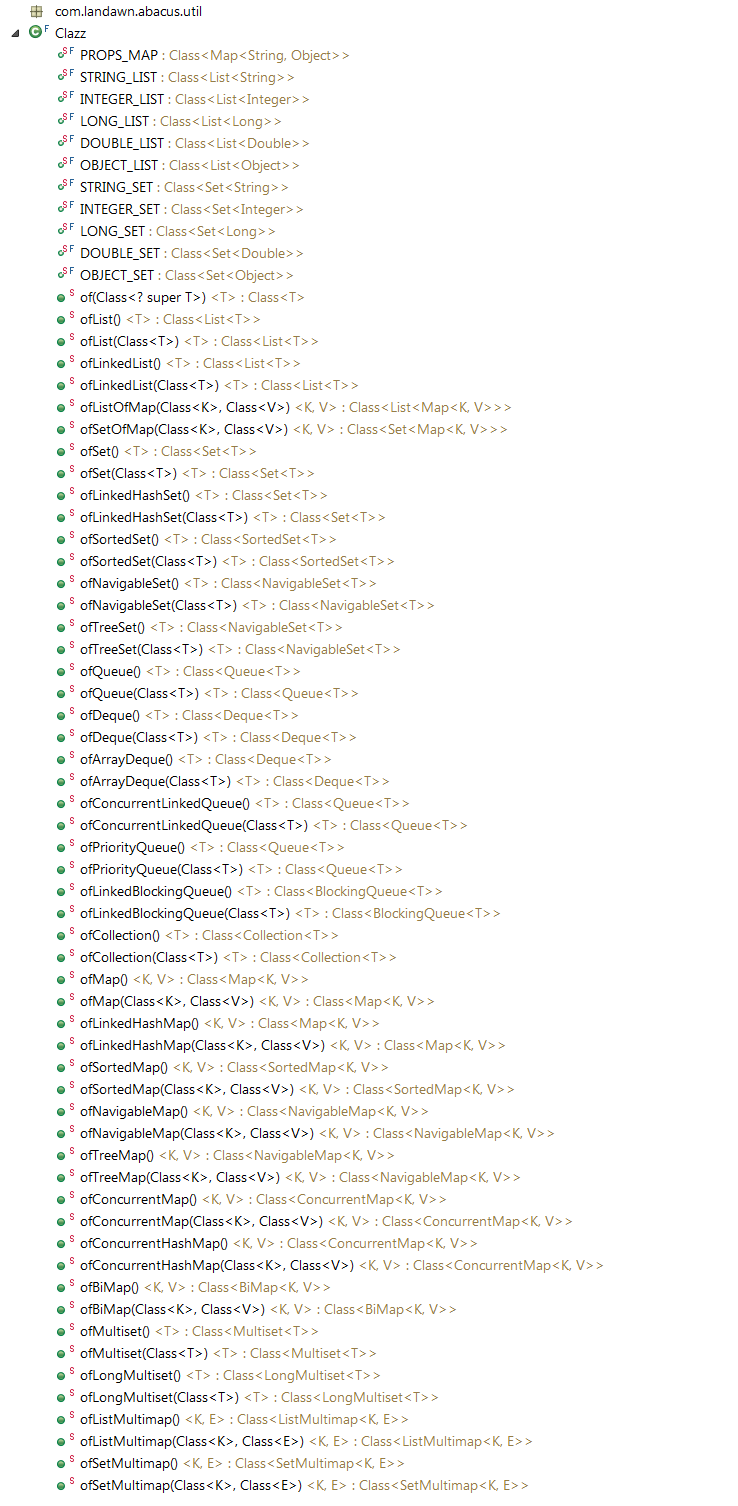 com.landawn.abacus.util
Clazz
PROPS_MAP : Class<Map<String, Object>>
STRING_LIST : Class<List<String>>
INTEGER_LIST : Class<List<Integer>>
LONG_LIST : Class<List<Long>>
DOUBLE_LIST : Class<List<Double>>
OBJECT_LIST : Class<List<Object>>
STRING_SET : Class<Set<String>>
INTEGER_SET : Class<Set<Integer>>
LONG_SET : Class<Set<Long>>
DOUBLE_SET : Class<Set<Double>>
OBJECT_SET : Class<Set<Object>>
of(Class<? super T>) <T> : Class<T>
ofList() <T> : Class<List<T>>
ofList(Class<T>) <T> : Class<List<T>>
ofLinkedList() <T> : Class<List<T>>
ofLinkedList(Class<T>) <T> : Class<List<T>>
ofListOfMap(Class<K>, Class<V>) <K, V> : Class<List<Map<K, V>>>
ofSetOfMap(Class<K>, Class<V>) <K, V> : Class<Set<Map<K, V>>>
ofSet() <T> : Class<Set<T>>
ofSet(Class<T>) <T> : Class<Set<T>>
ofLinkedHashSet() <T> : Class<Set<T>>
ofLinkedHashSet(Class<T>) <T> : Class<Set<T>>
ofSortedSet() <T> : Class<SortedSet<T>>
ofSortedSet(Class<T>) <T> : Class<SortedSet<T>>
ofNavigableSet() <T> : Class<NavigableSet<T>>
ofNavigableSet(Class<T>) <T> : Class<NavigableSet<T>>
ofTreeSet() <T> : Class<NavigableSet<T>>
ofTreeSet(Class<T>) <T> : Class<NavigableSet<T>>
ofQueue() <T> : Class<Queue<T>>
ofQueue(Class<T>) <T> : Class<Queue<T>>
ofDeque() <T> : Class<Deque<T>>
ofDeque(Class<T>) <T> : Class<Deque<T>>
ofArrayDeque() <T> : Class<Deque<T>>
ofArrayDeque(Class<T>) <T> : Class<Deque<T>>
ofConcurrentLinkedQueue() <T> : Class<Queue<T>>
ofConcurrentLinkedQueue(Class<T>) <T> : Class<Queue<T>>
ofPriorityQueue() <T> : Class<Queue<T>>
ofPriorityQueue(Class<T>) <T> : Class<Queue<T>>
ofLinkedBlockingQueue() <T> : Class<BlockingQueue<T>>
ofLinkedBlockingQueue(Class<T>) <T> : Class<BlockingQueue<T>>
ofCollection() <T> : Class<Collection<T>>
ofCollection(Class<T>) <T> : Class<Collection<T>>
ofMap() <K, V> : Class<Map<K, V>>
ofMap(Class<K>, Class<V>) <K, V> : Class<Map<K, V>>
ofLinkedHashMap() <K, V> : Class<Map<K, V>>
ofLinkedHashMap(Class<K>, Class<V>) <K, V> : Class<Map<K, V>>
ofSortedMap() <K, V> : Class<SortedMap<K, V>>
ofSortedMap(Class<K>, Class<V>) <K, V> : Class<SortedMap<K, V>>
ofNavigableMap() <K, V> : Class<NavigableMap<K, V>>
ofNavigableMap(Class<K>, Class<V>) <K, V> : Class<NavigableMap<K, V>>
ofTreeMap() <K, V> : Class<NavigableMap<K, V>>
ofTreeMap(Class<K>, Class<V>) <K, V> : Class<NavigableMap<K, V>>
ofConcurrentMap() <K, V> : Class<ConcurrentMap<K, V>>
ofConcurrentMap(Class<K>, Class<V>) <K, V> : Class<ConcurrentMap<K, V>>
ofConcurrentHashMap() <K, V> : Class<ConcurrentMap<K, V>>
ofConcurrentHashMap(Class<K>, Class<V>) <K, V> : Class<ConcurrentMap<K, V>>
ofBiMap() <K, V> : Class<BiMap<K, V>>
ofBiMap(Class<K>, Class<V>) <K, V> : Class<BiMap<K, V>>
ofMultiset() <T> : Class<Multiset<T>>
ofMultiset(Class<T>) <T> : Class<Multiset<T>>
ofLongMultiset() <T> : Class<LongMultiset<T>>
ofLongMultiset(Class<T>) <T> : Class<LongMultiset<T>>
ofListMultimap() <K, E> : Class<ListMultimap<K, E>>
ofListMultimap(Class<K>, Class<E>) <K, E> : Class<ListMultimap<K, E>>
ofSetMultimap() <K, E> : Class<SetMultimap<K, E>>
ofSetMultimap(Class<K>, Class<E>) <K, E> : Class<SetMultimap<K, E>>